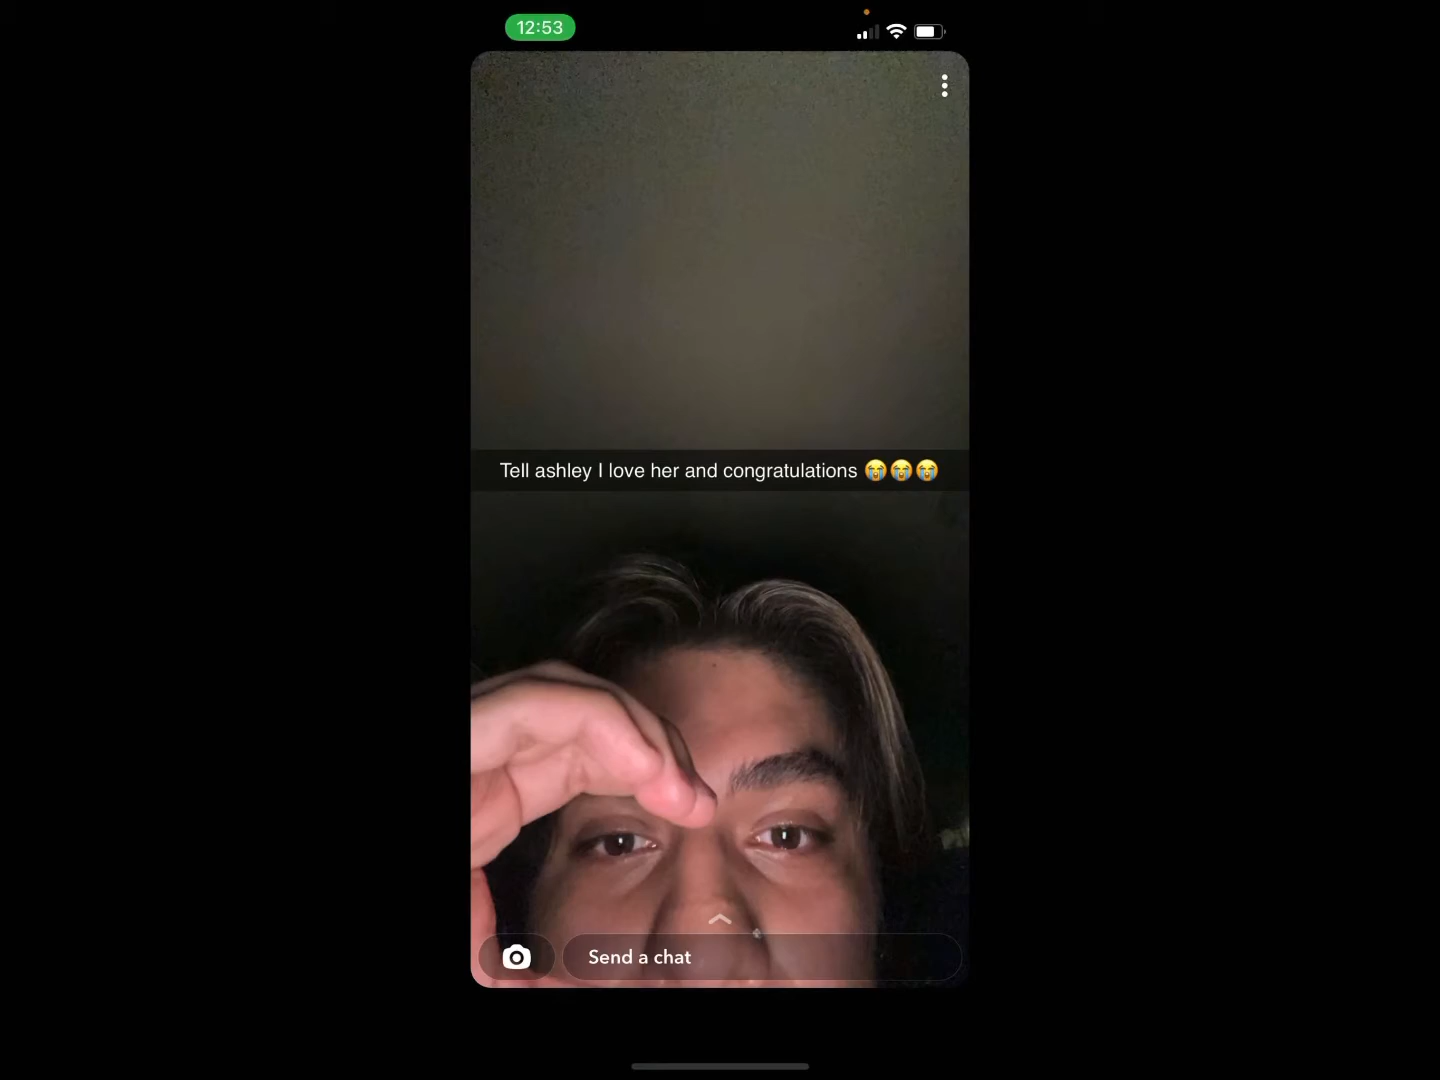 12:53
Tell ashley I love her and congratulations 😭😭😭
Send a chat